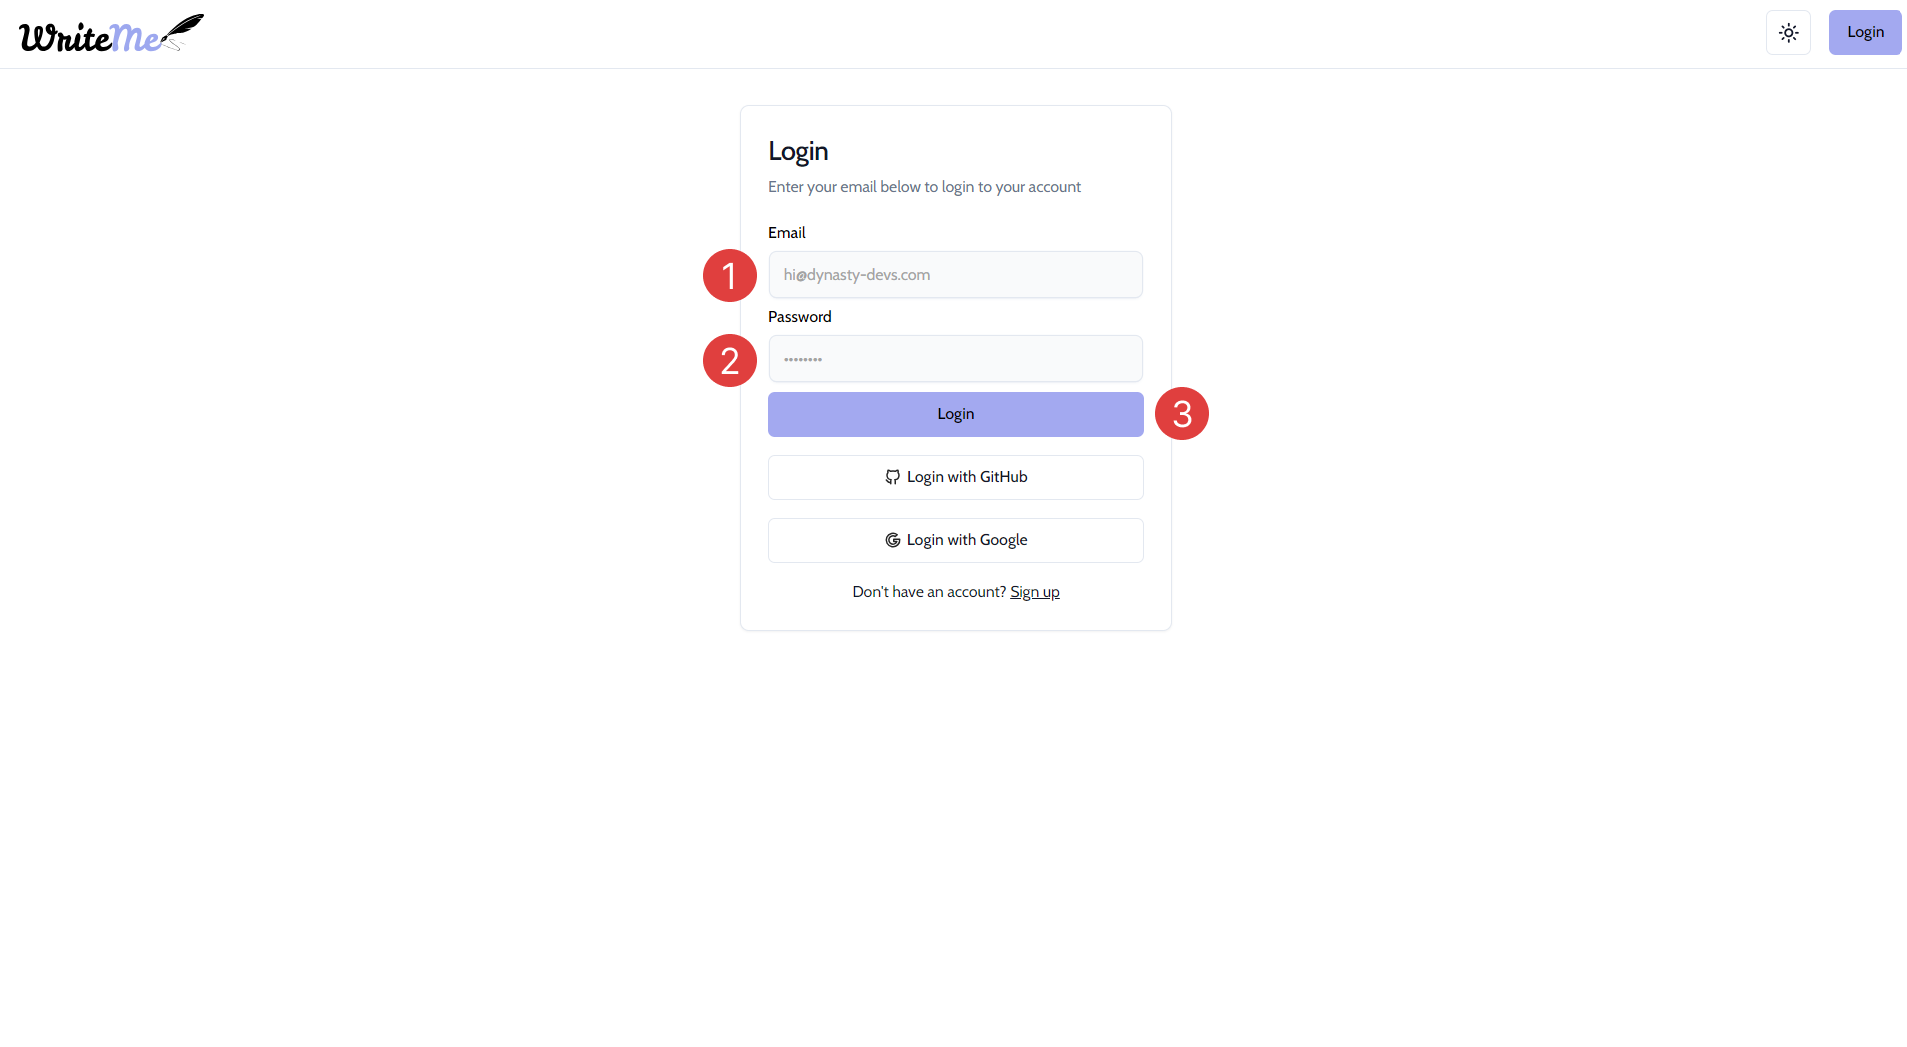 WriteMe
Login
Login
Enter your email below to login to your account
Email
1
hi@dynasty-devs.com
Password
2
••••••••
Login
3
Login with GitHub
Login with Google
Don't have an account? Sign up